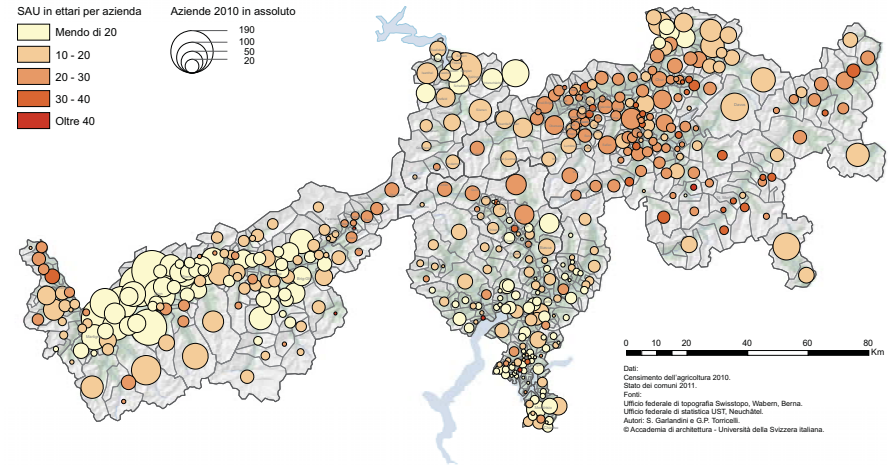 SAU in ettari per azienda
Mendo di 20
10 - 20
20 - 30
30 - 40
Oltre 40
Aziende 2010 in assoluto
190
100
50
20
0 10 20 40 60 80
Km
Dati:
Censimento dell'agricoltura 2010.
Stato dei comuni 2011.
Fonti:
Ufficio federale di topografia Swisstopo, Wabern, Berna.
Ufficio federale di statistica UST, Neuchâtel.
Autori: S. Garlandini e G.P. Torricelli.
© Accademia di architettura - Università della Svizzera italiana.